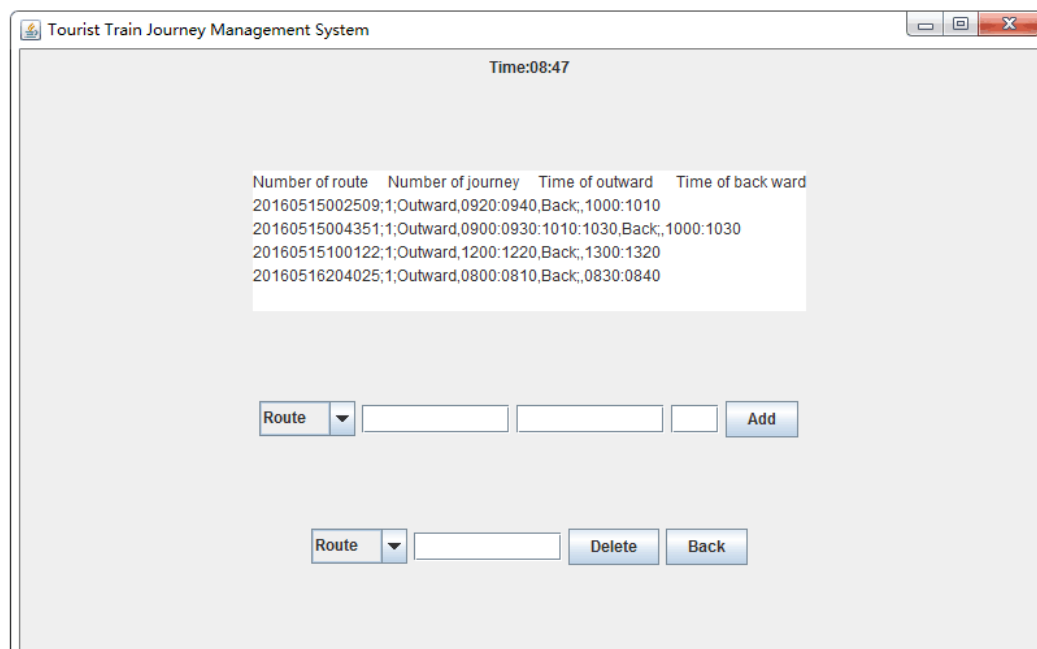 Tourist Train Journey Management System
Time:08:47
Number of route Number of journey Time of outward Time of back ward
20160515002509;1;Outward,0920:0940,Back;,1000:1010
20160515004351;1;Outward,0900:0930:1010:1030,Back;,1000:1030
20160515100122;1;Outward,1200:1220,Back;,1300:1320
20160516204025;1;Outward,0800:0810,Back;,0830:0840
Route Add
Route Delete Back